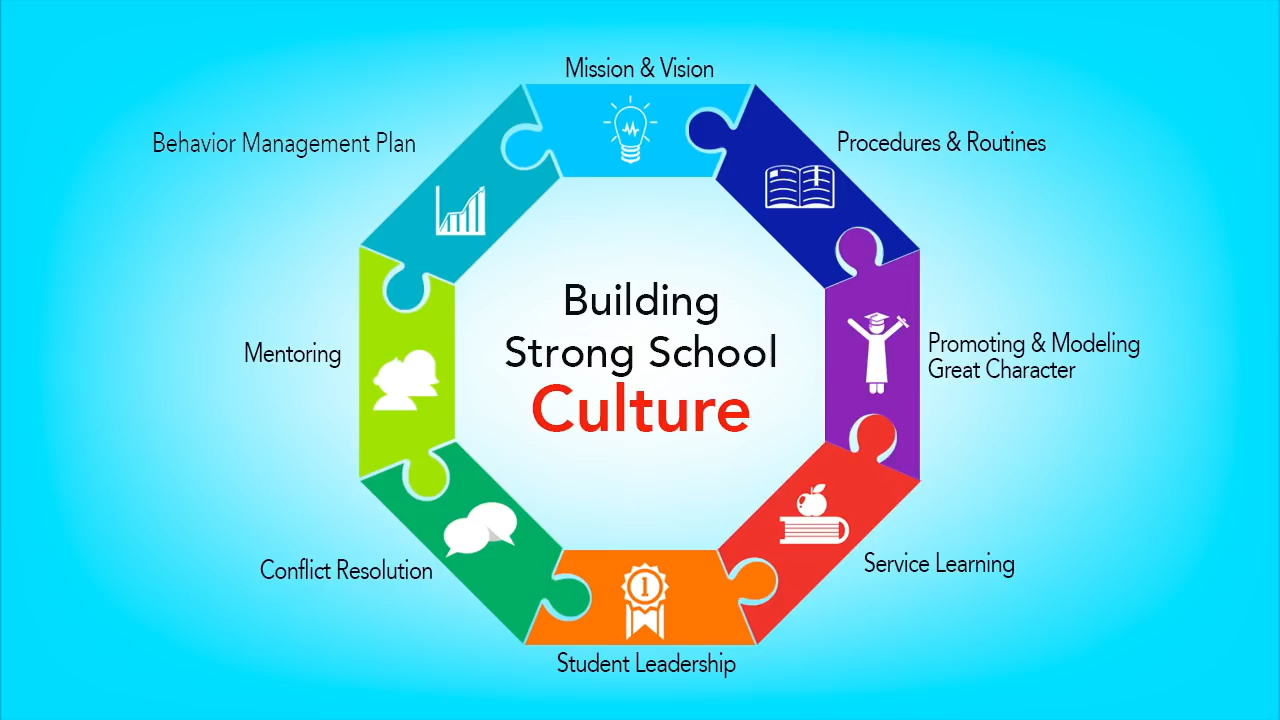 Mission & Vision
Behavior Management Plan
Procedures & Routines
Building
Strong School
Culture
Mentoring
Promoting & Modeling
Great Character
Conflict Resolution
1
Service Learning
Student Leadership